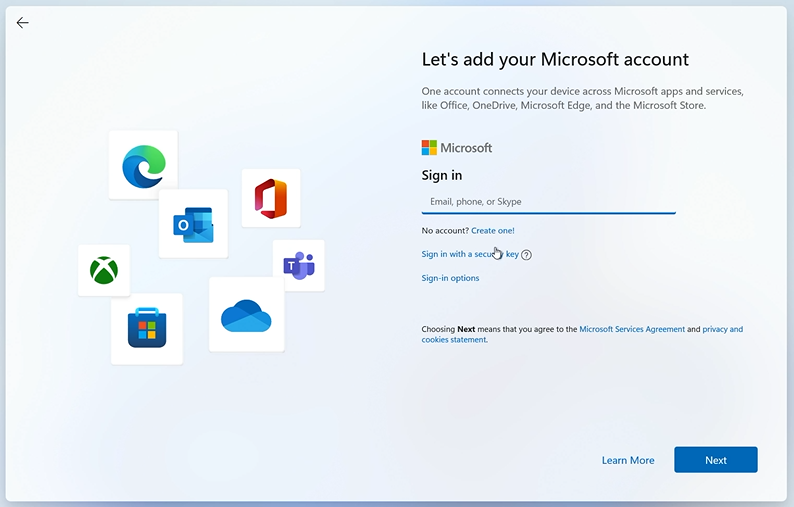 Let's add your Microsoft account
One account connects your device across Microsoft apps and services,
like Office, OneDrive, Microsoft Edge, and the Microsoft Store.
Microsoft
Sign in
Email, phone, or Skype
No account? Create one!
Sign in with a security key
Sign-in options
Choosing Next means that you agree to the Microsoft Services Agreement and privacy and
cookies statement.
Learn More
Next